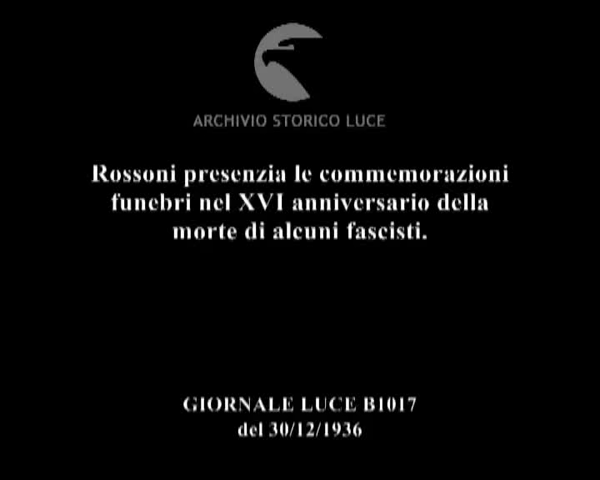 ARCHIVIO STORICO LUCE
Rossoni presenzia le commemorazioni
funebri nel XVI anniversario della
morte di alcuni fascisti.
GIORNALE LUCE B1017
del 30/12/1936